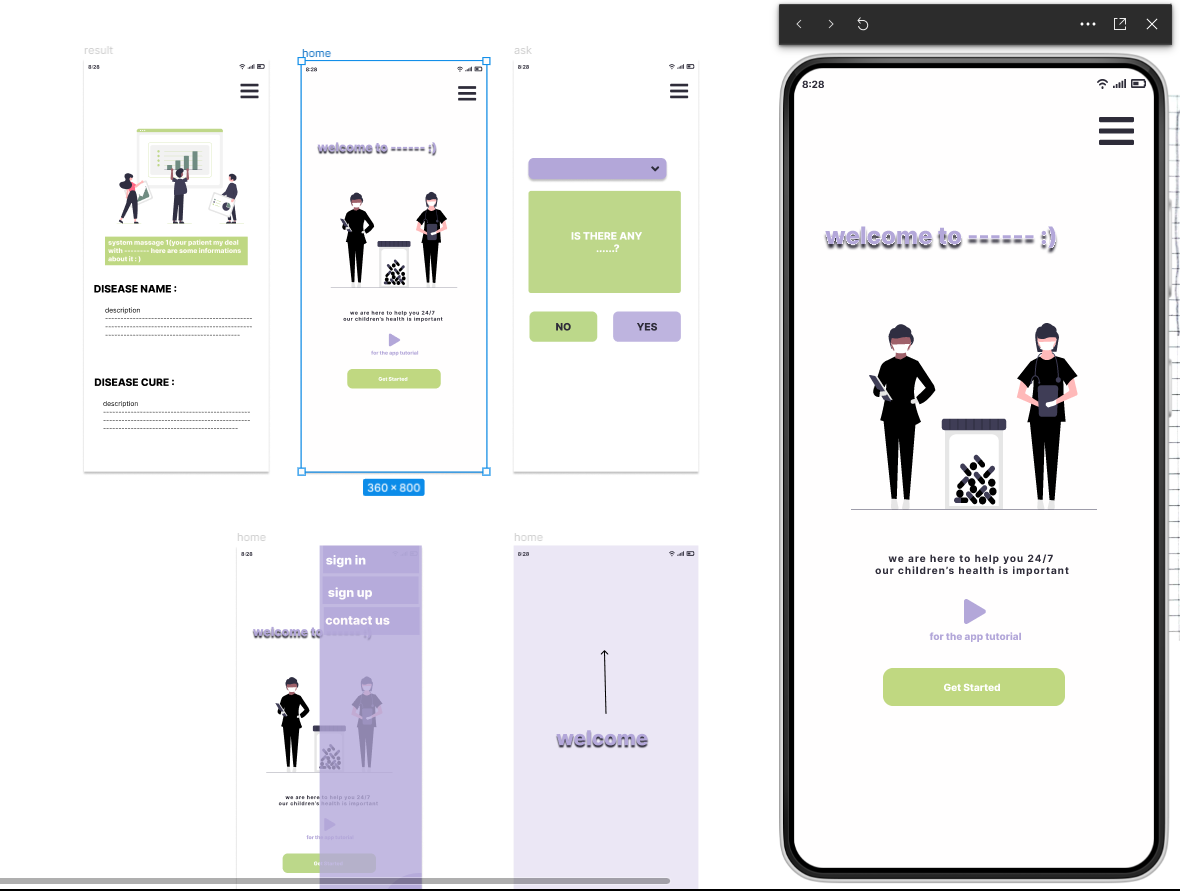 result
8:28
system massage 1(your patient my deal
with ------- here are some informations
about it : )
DISEASE NAME :
description
DISEASE CURE :
description
home
8:28
welcome to ------ :)
we are here to help you 24/7
our children's health is important
for the app tutorial
Get Started
360 × 800
ask
8:28
IS THERE ANY
......?
NO
YES
home
8:28
sign in
sign up
contact us
welcome to ------ :)
we are here to help you 24/7
our children's health is important
for the app tutorial
home
8:28
welcome
8:28
welcome to ------ :)
we are here to help you 24/7
our children's health is important
for the app tutorial
Get Started